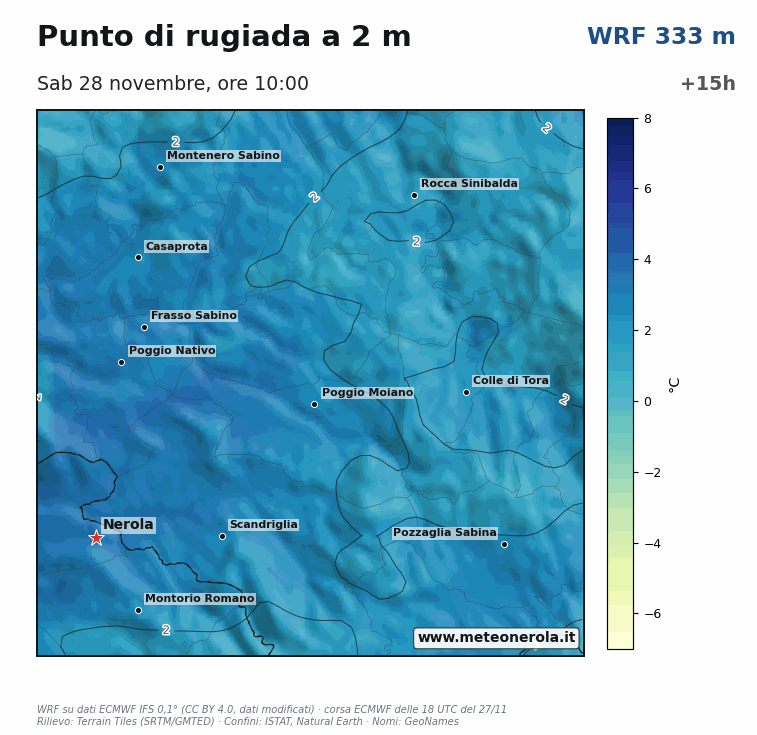 Punto di rugiada a 2 m
WRF 333 m
Sab 28 novembre, ore 10:00
+15h
2
2
Montenero Sabino
2
Rocca Sinibalda
2
Casaprota
Frasso Sabino
Poggio Nativo
Colle di Tora
Poggio Moiano
2
Nerola
Scandriglia
Pozzaglia Sabina
Montorio Romano
2
www.meteonerola.it
8
6
4
2
0
−2
−4
−6
°C
WRF su dati ECMWF IFS 0,1° (CC BY 4.0, dati modificati) · corsa ECMWF delle 18 UTC del 27/11
Rilievo: Terrain Tiles (SRTM/GMTED) · Confini: ISTAT, Natural Earth · Nomi: GeoNames